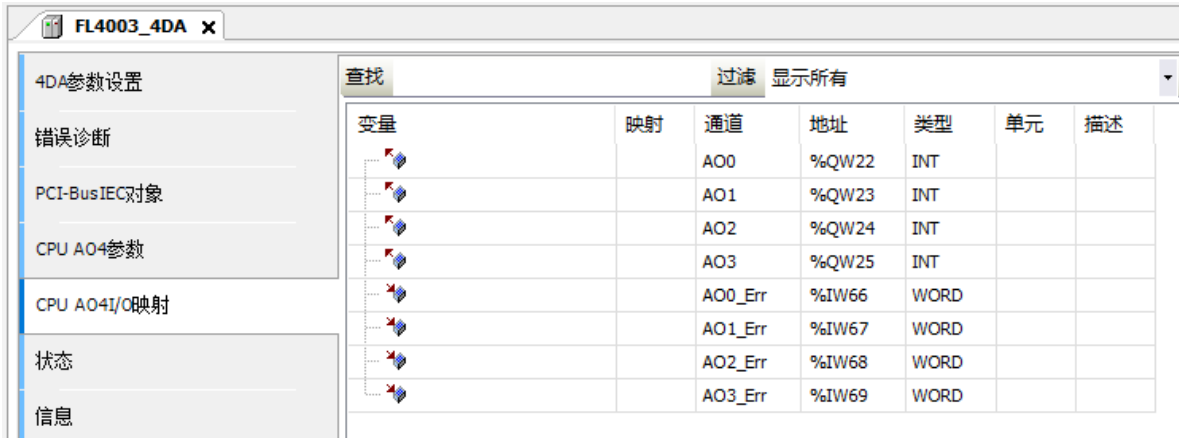 FL4003_4DA x
4DA参数设置
错误诊断
PCI-BusIEC对象
CPU AO4参数
CPU AO4I/O映射
状态
信息
查找 过滤 显示所有
变量 映射 通道 地址 类型 单元 描述
AO0 %QW22 INT
AO1 %QW23 INT
AO2 %QW24 INT
AO3 %QW25 INT
AO0_Err %IW66 WORD
AO1_Err %IW67 WORD
AO2_Err %IW68 WORD
AO3_Err %IW69 WORD